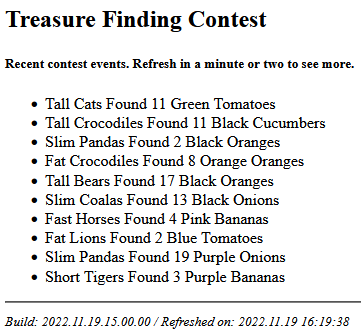 Treasure Finding Contest
Recent contest events. Refresh in a minute or two to see more.
Tall Cats Found 11 Green Tomatoes
Tall Crocodiles Found 11 Black Cucumbers
Slim Pandas Found 2 Black Oranges
Fat Crocodiles Found 8 Orange Oranges
Tall Bears Found 17 Black Oranges
Slim Coalas Found 13 Black Onions
Fast Horses Found 4 Pink Bananas
Fat Lions Found 2 Blue Tomatoes
Slim Pandas Found 19 Purple Onions
Short Tigers Found 3 Purple Bananas
Build: 2022.11.19.15.00.00 / Refreshed on: 2022.11.19 16:19:38